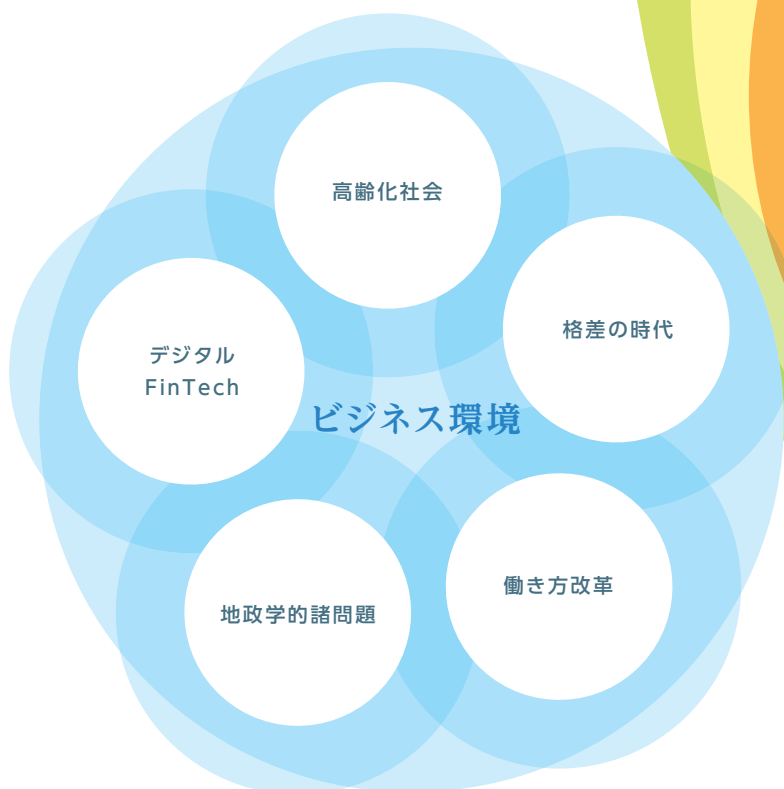 高齢化社会
格差の時代
デジタル
FinTech
ビジネス環境
働き方改革
地政学的諸問題